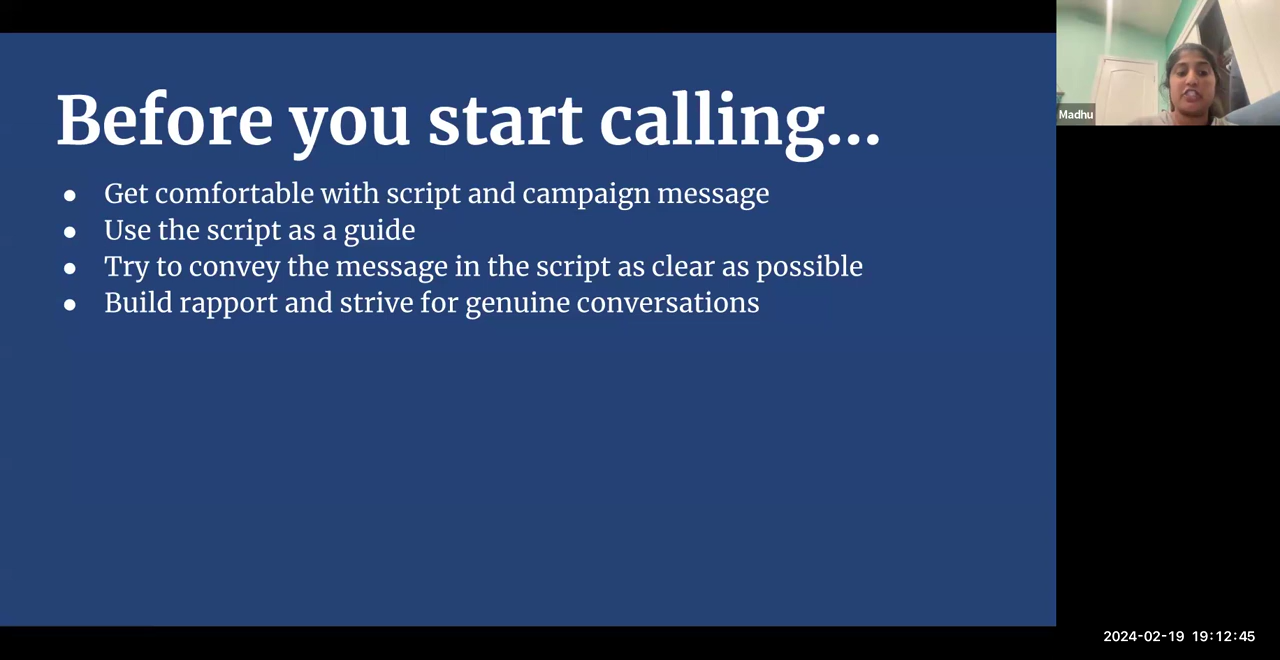 Before you start calling...
● Get comfortable with script and campaign message
● Use the script as a guide
● Try to convey the message in the script as clear as possible
● Build rapport and strive for genuine conversations
Madhu
2024-02-19 19:12:45